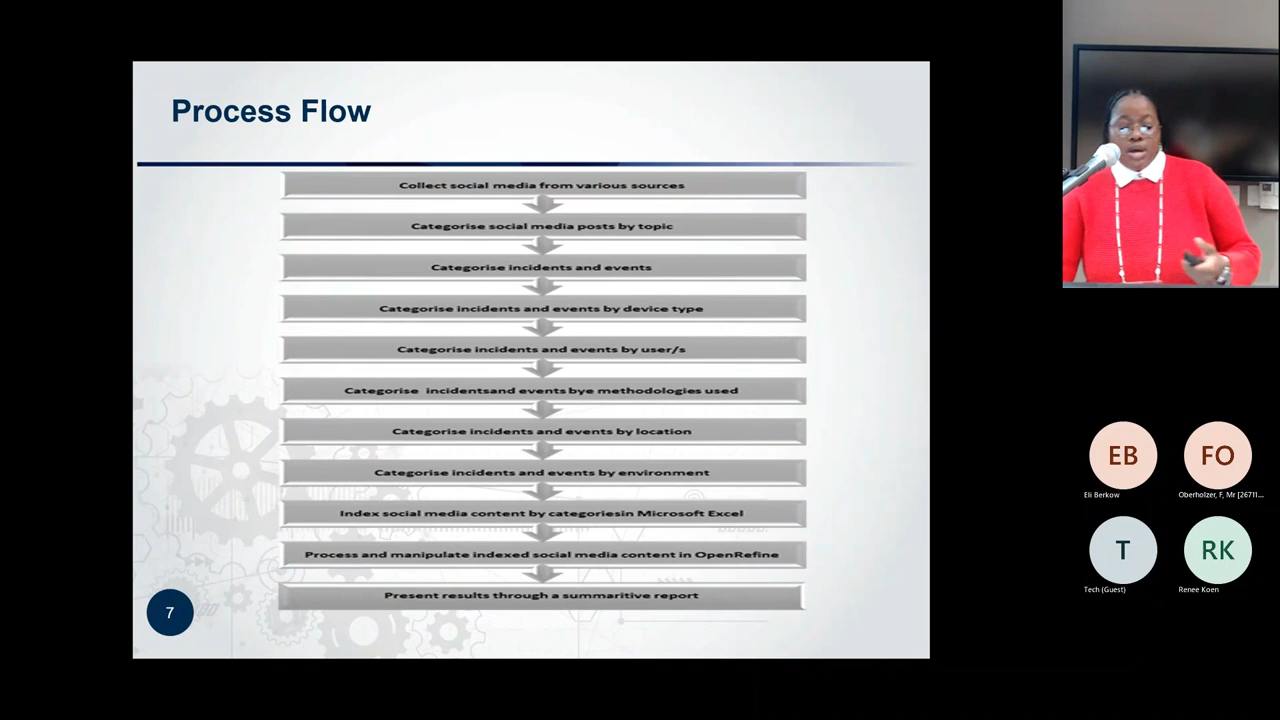 Process Flow
Collect social media from various sources
Categorise social media posts by topic
Categorise incidents and events
Categorise incidents and events by device type
Categorise incidents and events by user/s
Categorise  incidentsand events bye methodologies used
Categorise incidents and events by location
Categorise incidents and events by environment
Index social media content by categoriesin Microsoft Excel
Process and manipulate indexed social media content in OpenRefine
Present results through a summaritive report
7
EB
FO
Eli Berkow
Oberholzer, F, Mr [26711...
T
RK
Tech (Guest)
Renee Koen